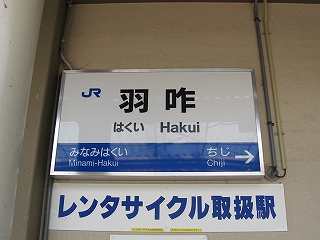 JR
羽咋
はくい Hakui
みなみはくい ちじ
Minami-Hakui Chiji
レンタサイクル取扱駅